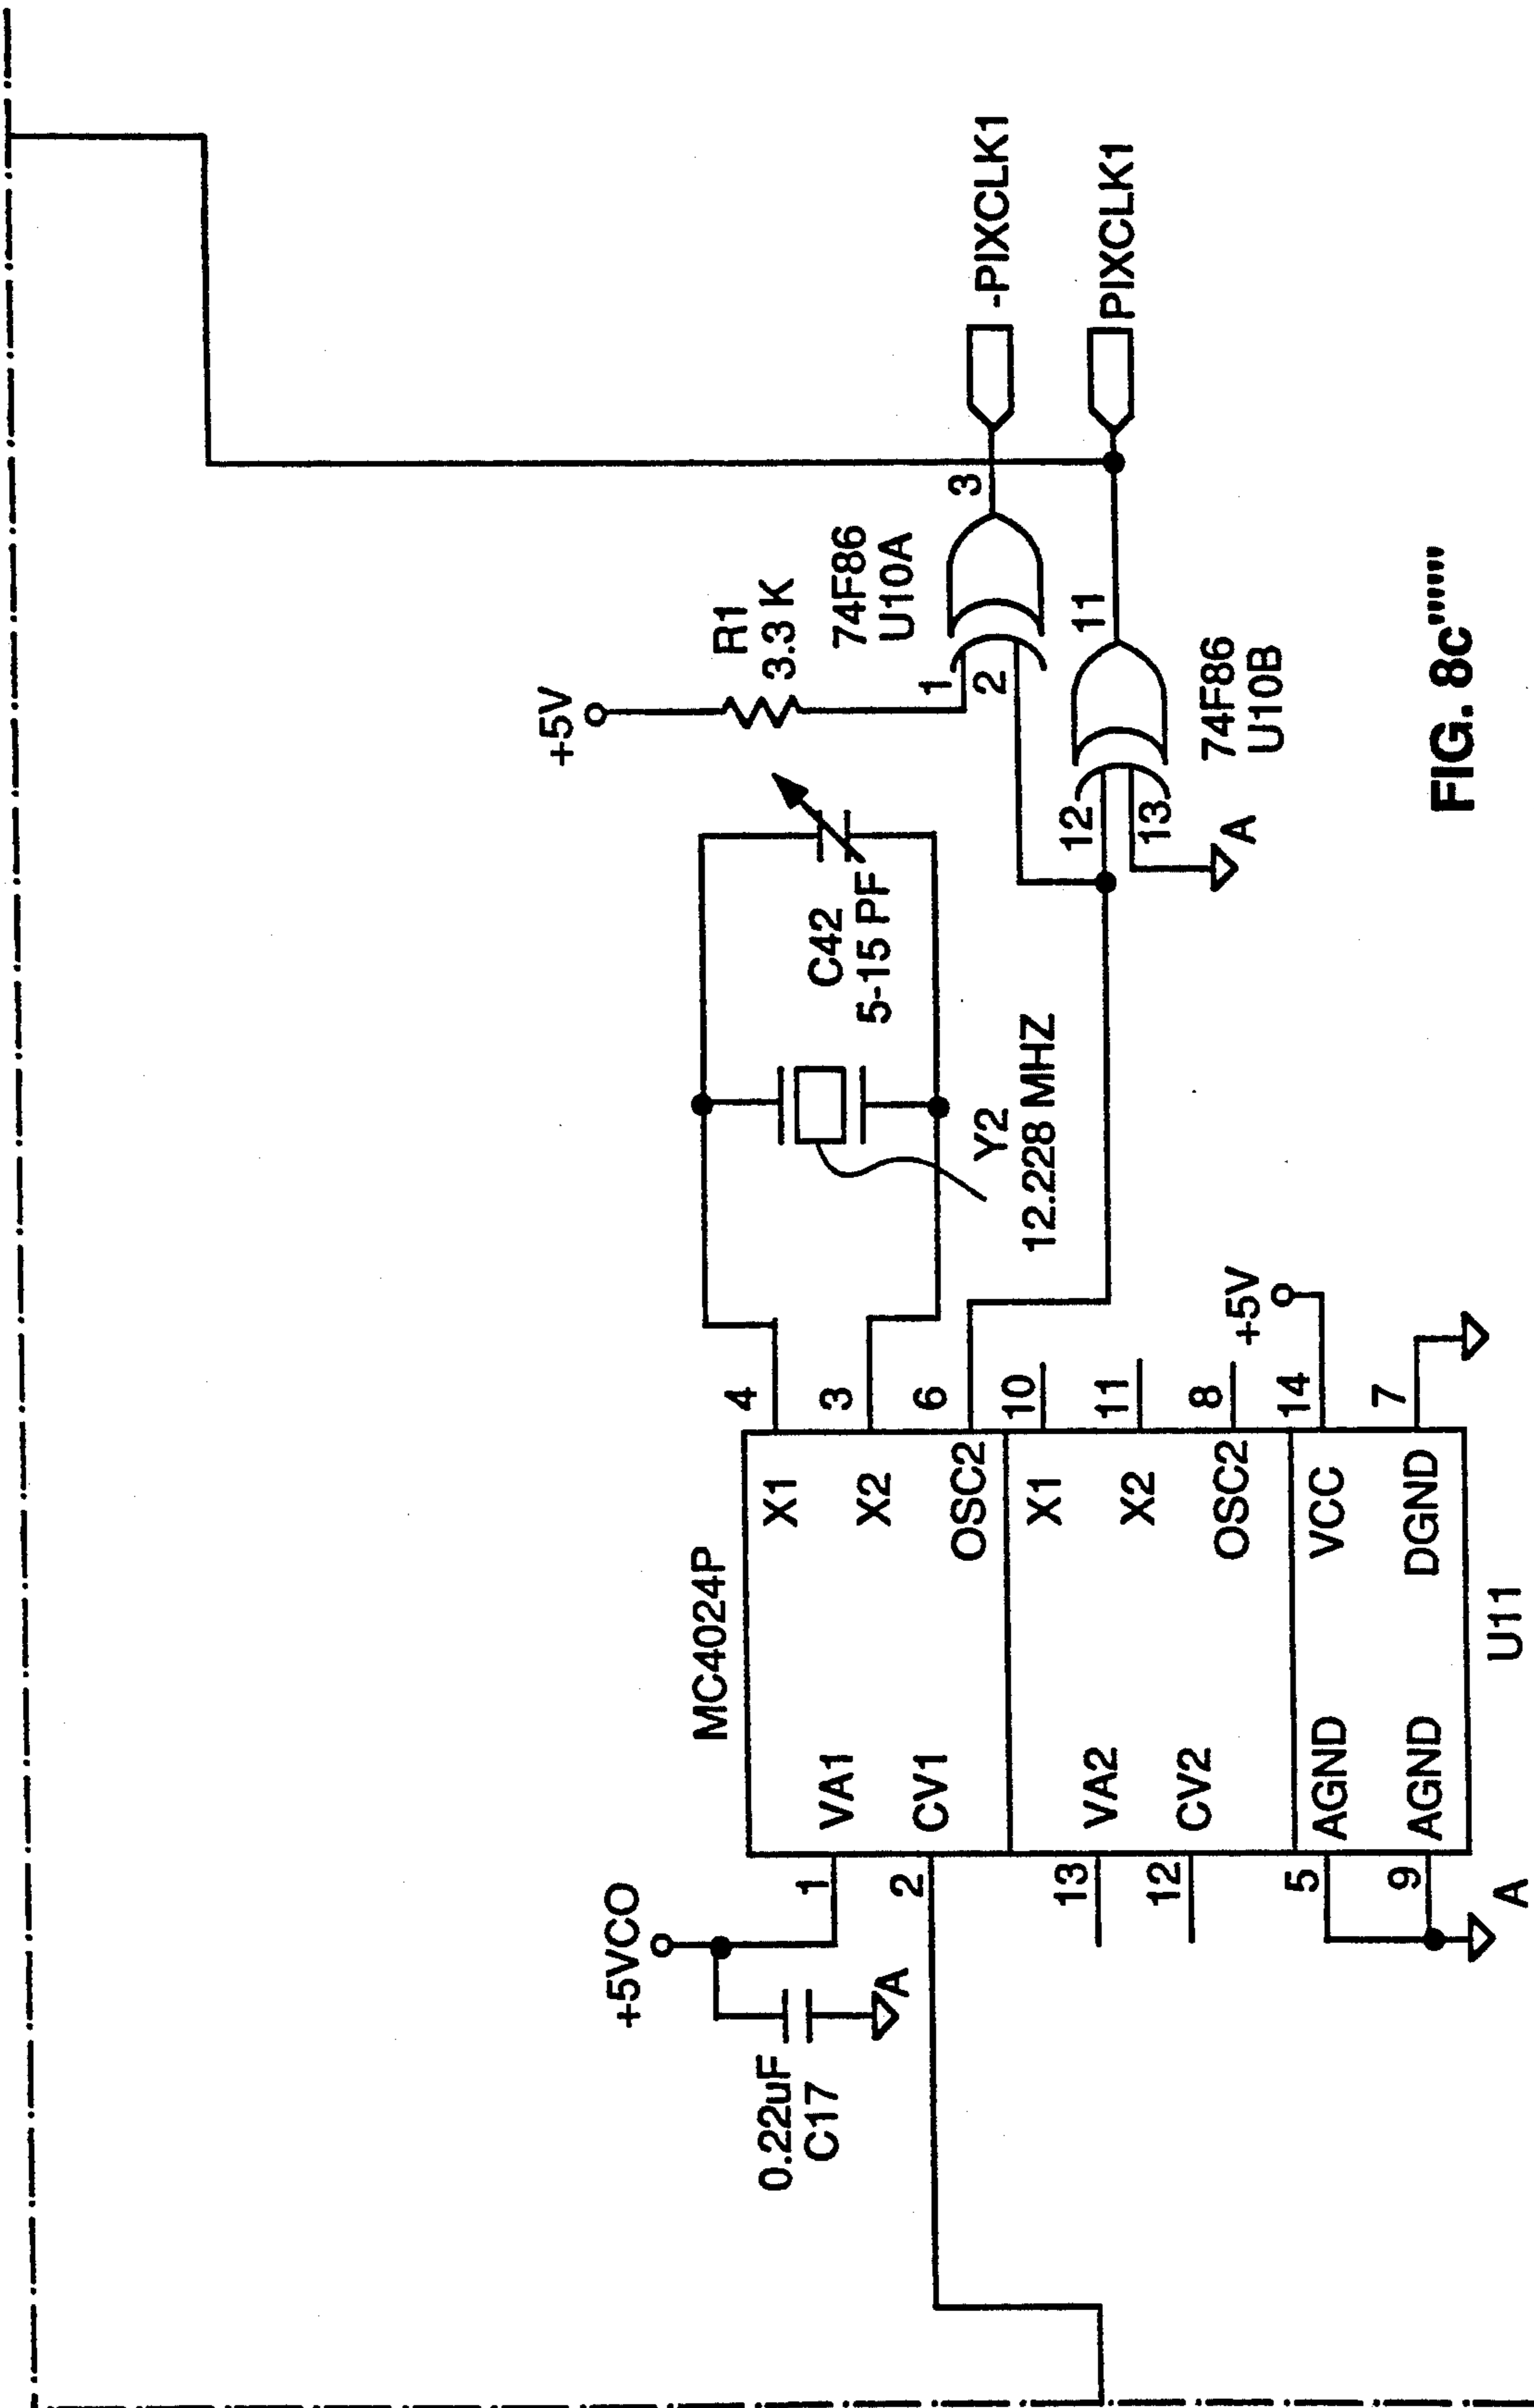 +5VCO
0.22uF
C17
A
1
2
13
12
5
9
A
MC4024P
VA1
CV1
VA2
CV2
AGND
AGND
X1
X2
OSC2
X1
X2
OSC2
VCC
DGND
U11
4
3
6
10
11
8
14
7
+5V
Y2
12.228 MHZ
C42
5-15 PF
+5V
R1
3.3 K
74F86
U10A
1
2
3
12
13
11
A
74F86
U10B
-PIXCLK1
PIXCLK1
FIG. 8c''''''